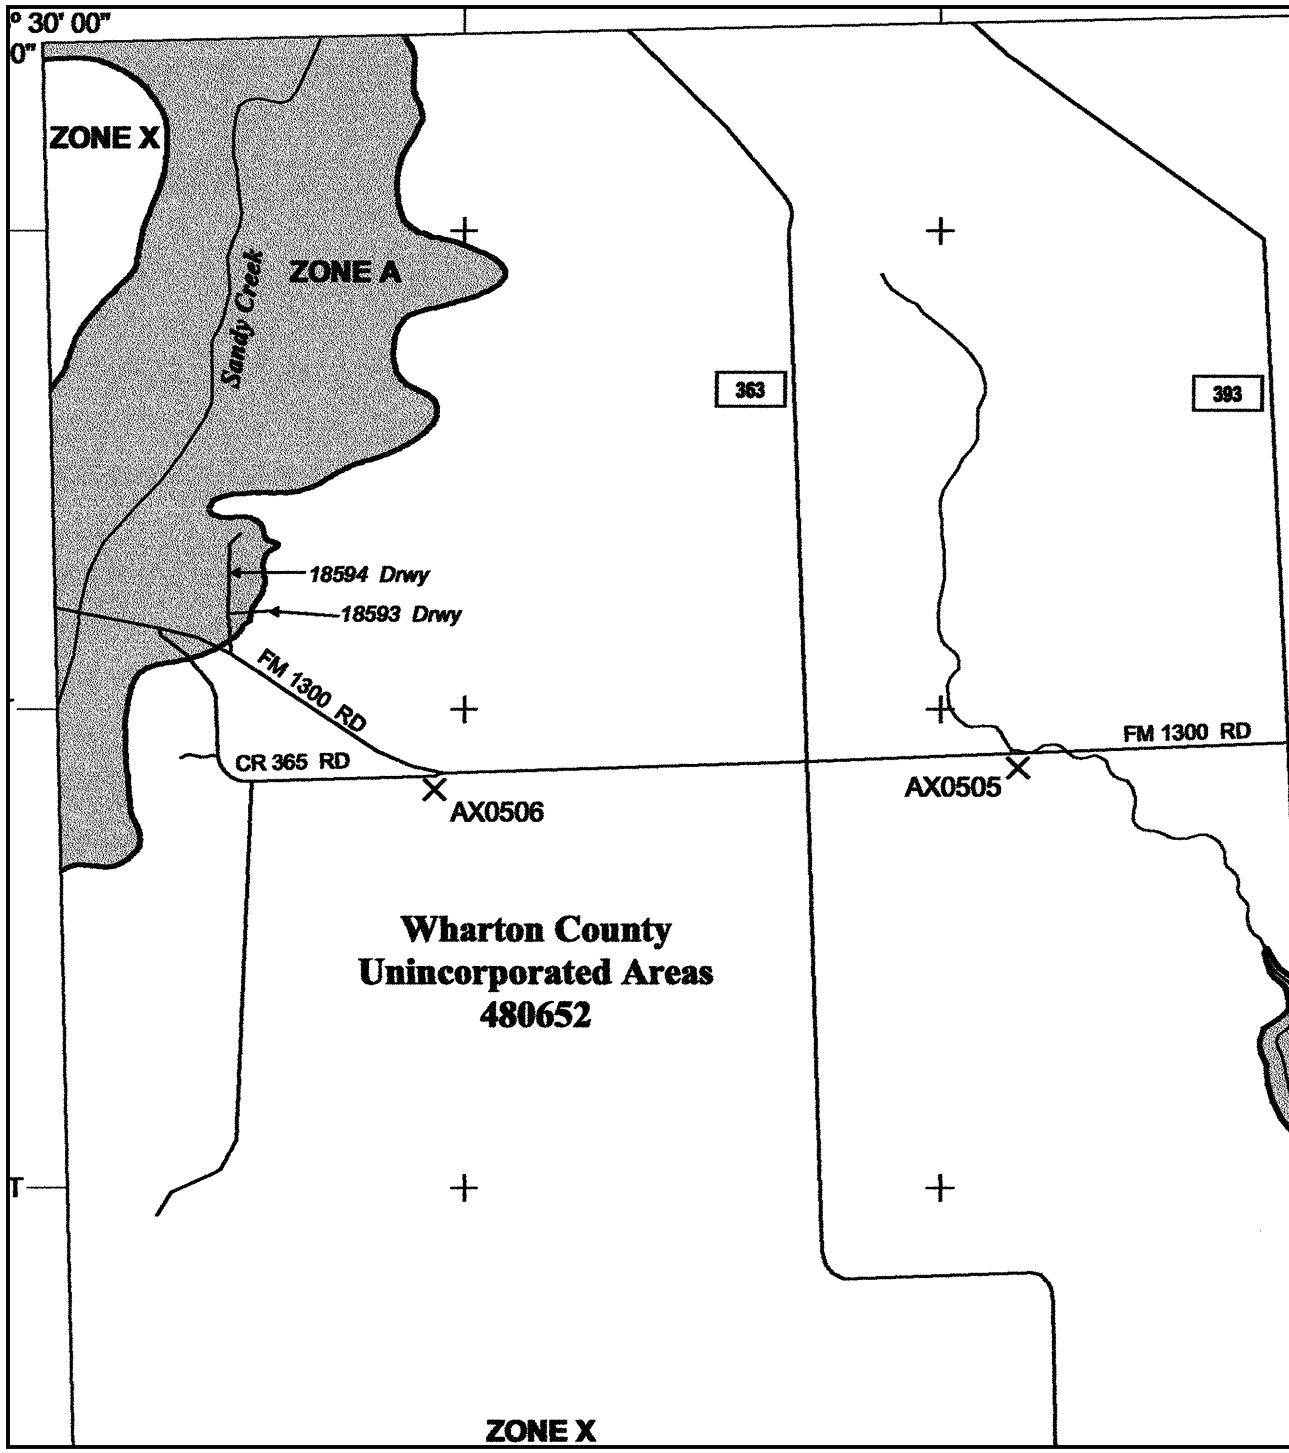 ° 30' 00"
0"
ZONE X
ZONE A
Sandy Creek
363
393
18594 Drwy
18593 Drwy
FM 1300 RD
FM 1300 RD
CR 365 RD
AX0505
AX0506
Wharton County
Unincorporated Areas
480652
T
ZONE X